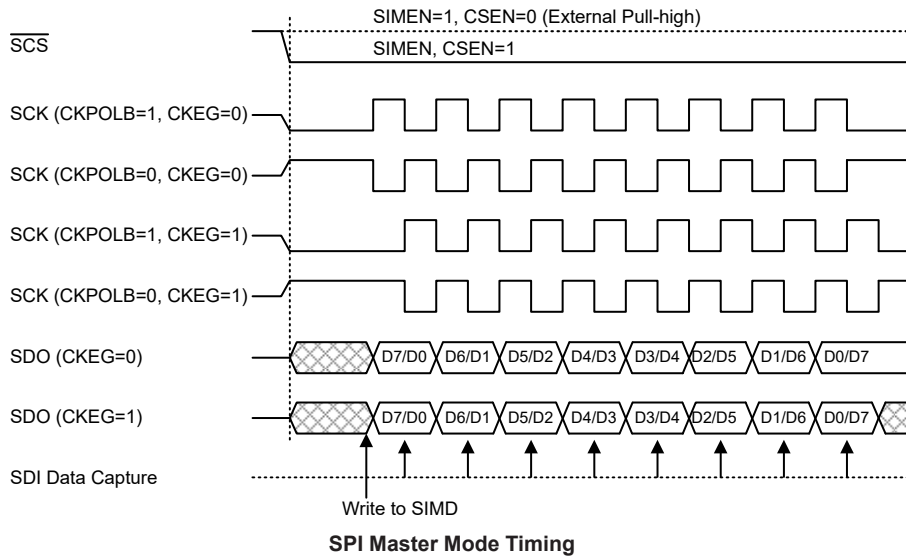 SIMEN=1, CSEN=0 (External Pull-high)
SCS
SIMEN, CSEN=1
SCK (CKPOLB=1, CKEG=0)
SCK (CKPOLB=0, CKEG=0)
SCK (CKPOLB=1, CKEG=1)
SCK (CKPOLB=0, CKEG=1)
SDO (CKEG=0) D7/D0 D6/D1 D5/D2 D4/D3 D3/D4 D2/D5 D1/D6 D0/D7
SDO (CKEG=1) D7/D0 D6/D1 D5/D2 D4/D3 D3/D4 D2/D5 D1/D6 D0/D7
SDI Data Capture
Write to SIMD
SPI Master Mode Timing